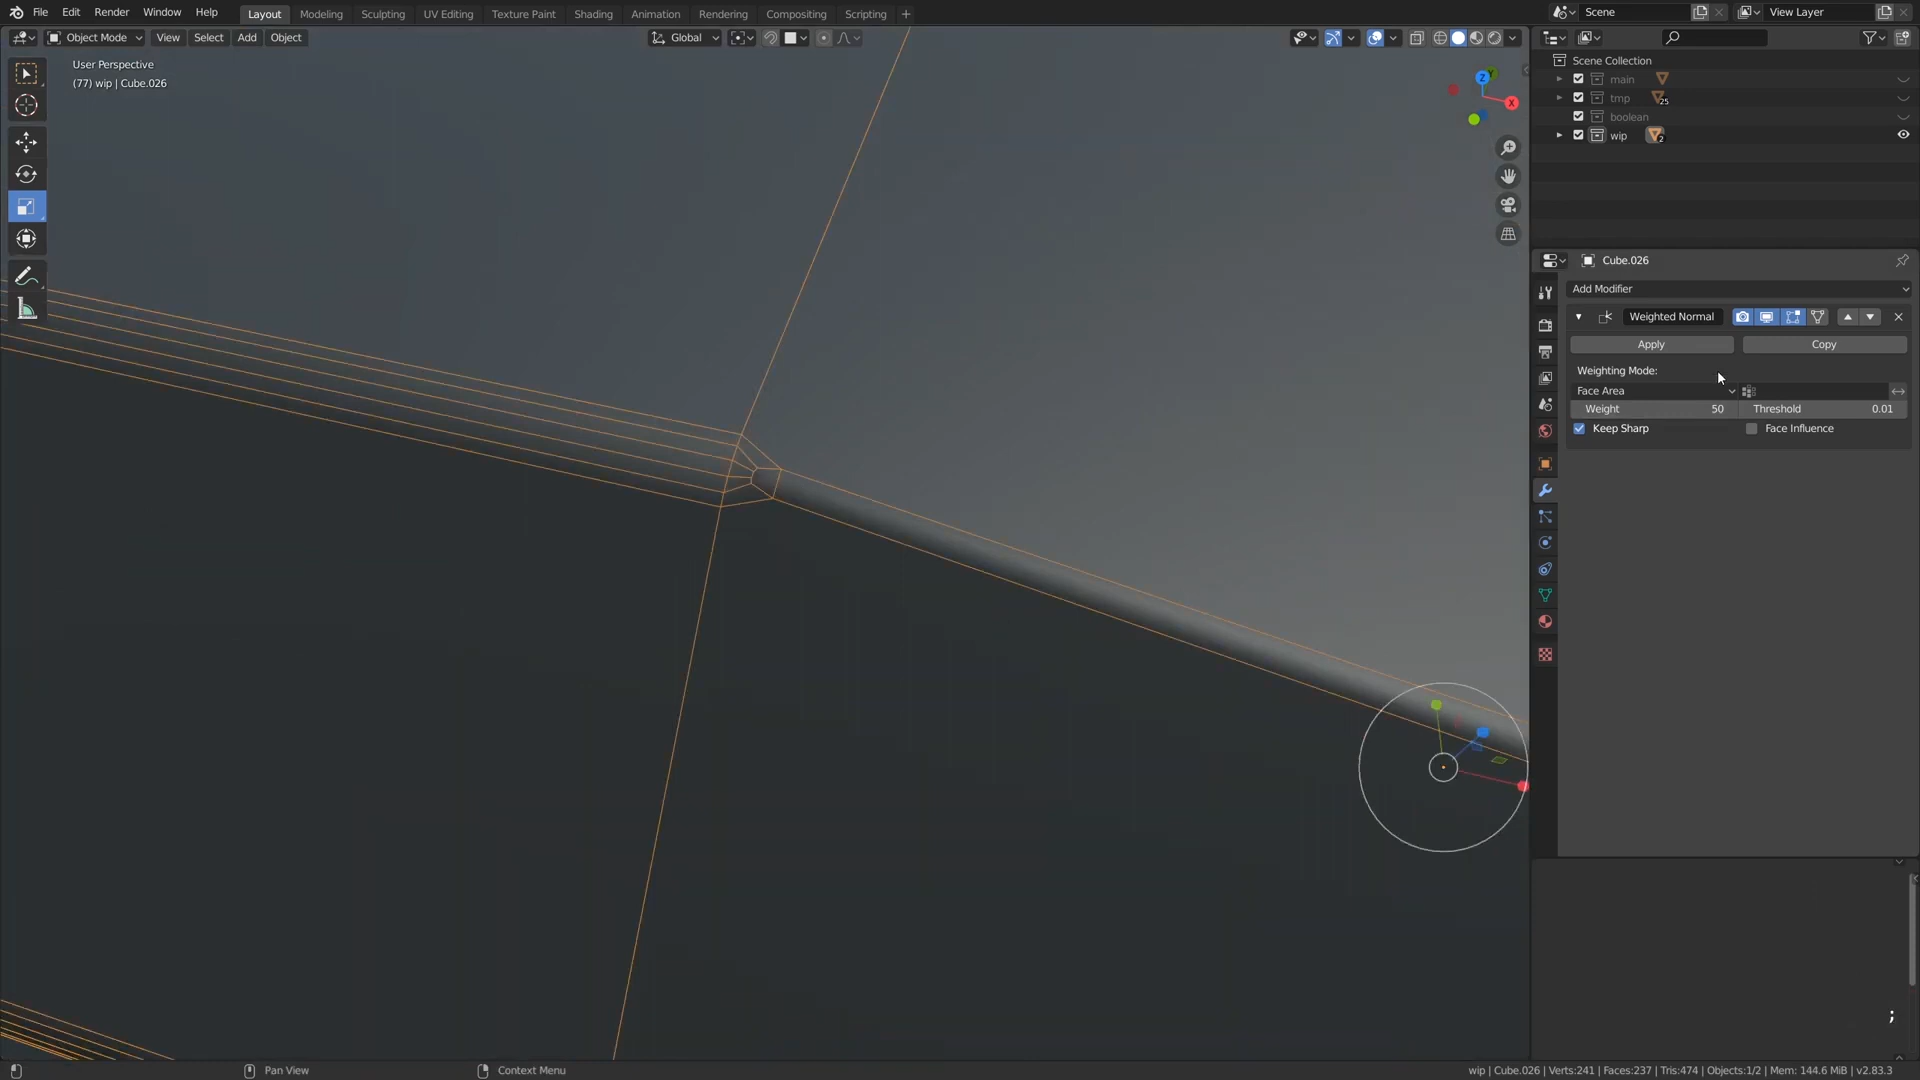 File Edit Render Window Help Layout Modeling Sculpting UV Editing Texture Paint Shading Animation Rendering Compositing Scripting + Scene View Layer
Object Mode View Select Add Object Global
User Perspective
(77) wip | Cube.026
Z Y X
Scene Collection
main
tmp 25
boolean
wip 2
Cube.026
Add Modifier
Weighted Normal
Apply Copy
Weighting Mode:
Face Area
Weight 50 Threshold 0.01
Keep Sharp Face Influence
;
Pan View Context Menu wip | Cube.026 | Verts:241 | Faces:237 | Tris:474 | Objects:1/2 | Mem: 144.6 MiB | v2.83.3